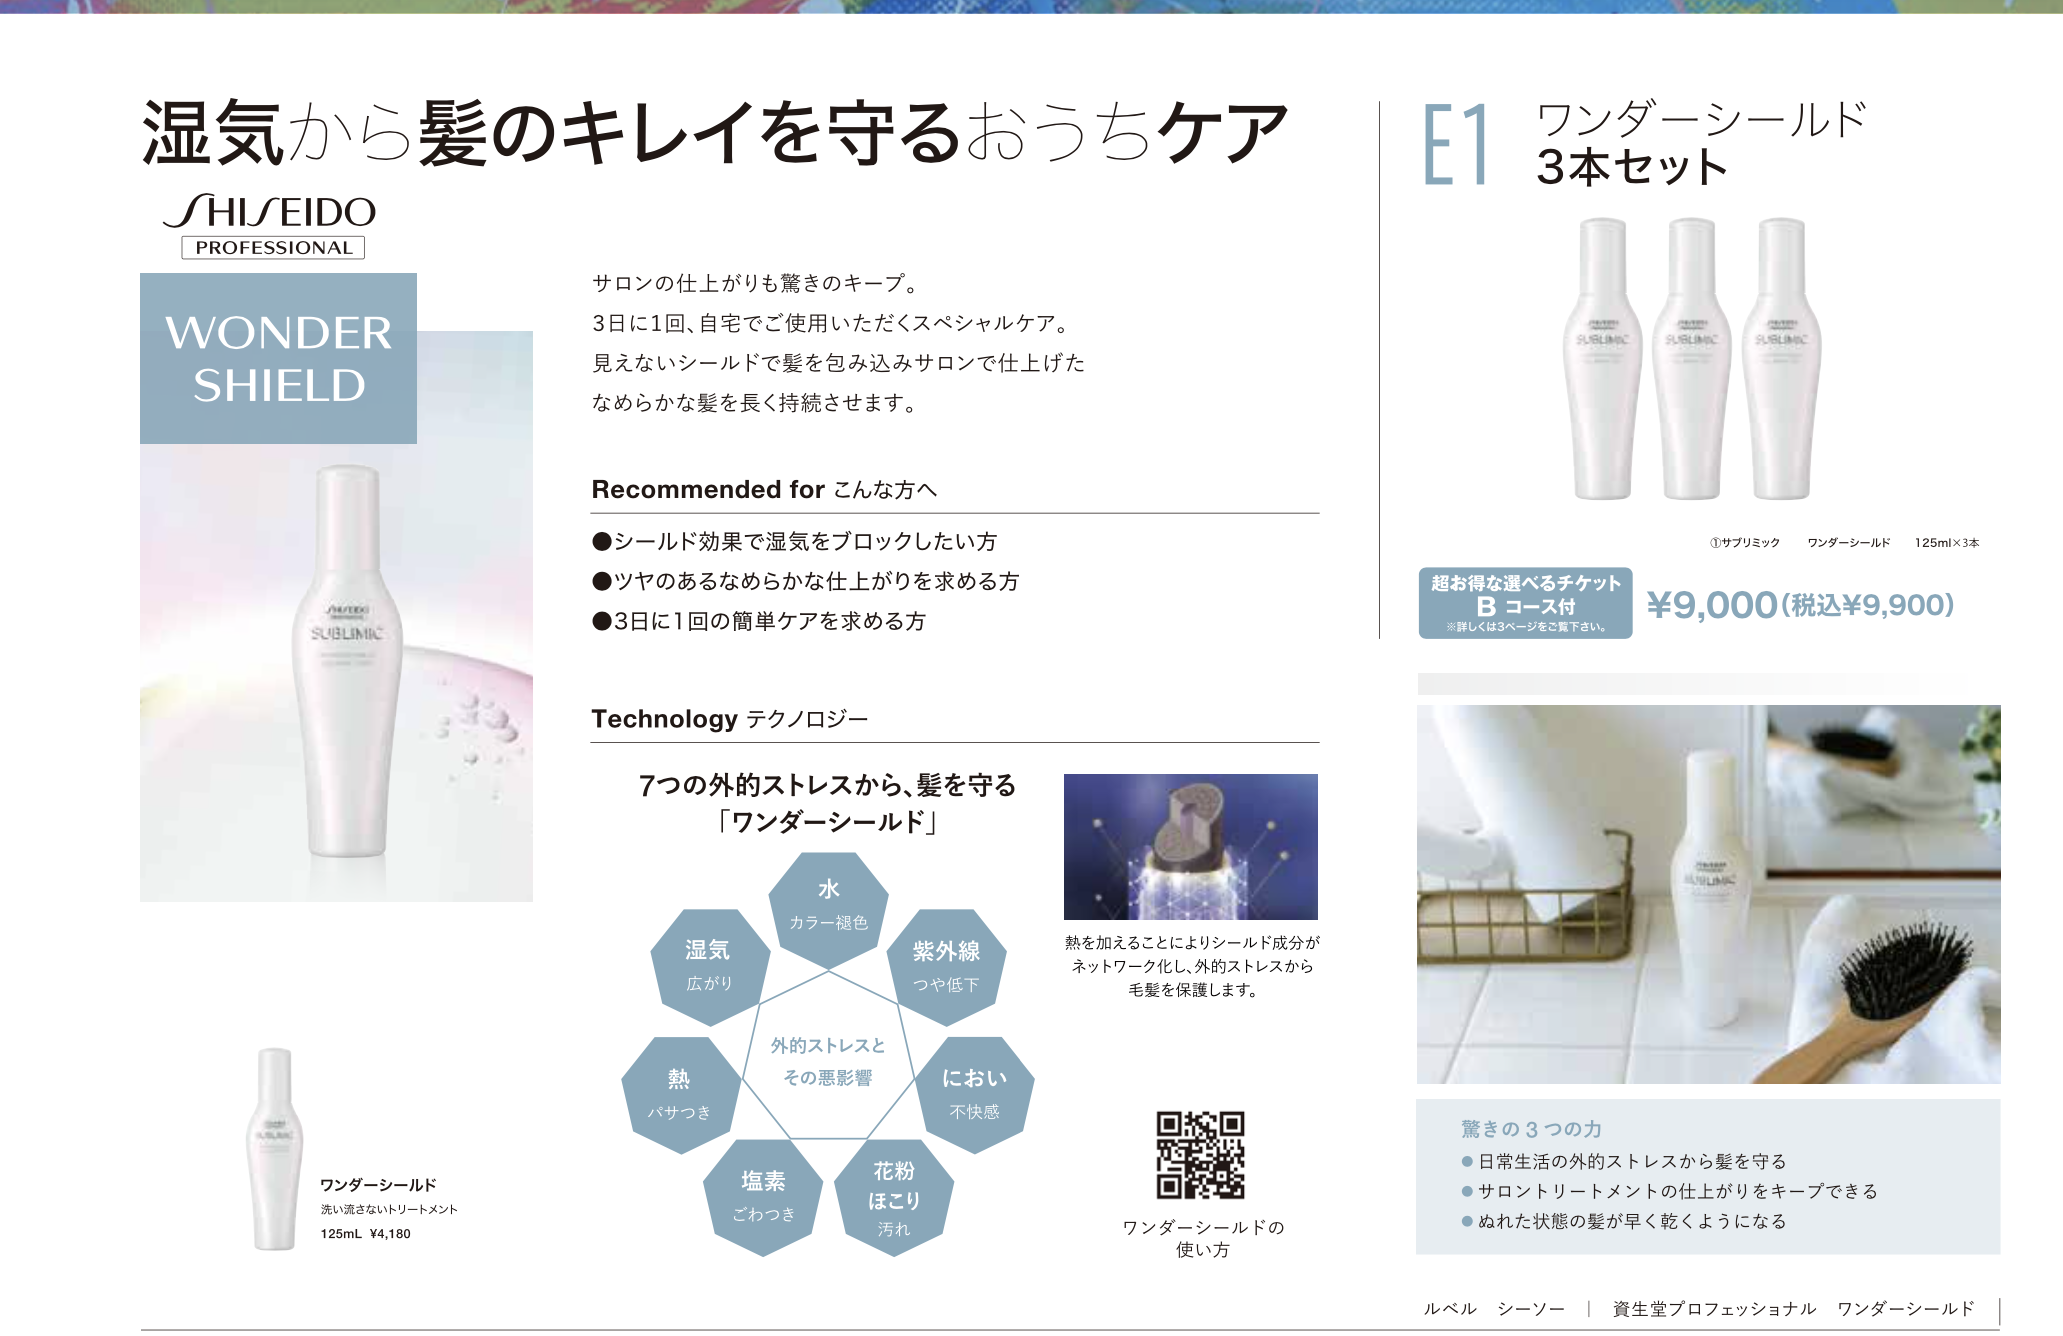 湿気から髪のキレイを守るおうちケア
SHISEIDO
PROFESSIONAL
WONDER
SHIELD
SHISEIDO
SUBLIMIC
サロンの仕上がりも驚きのキープ。
3日に1回、自宅でご使用いただくスペシャルケア。
見えないシールドで髪を包み込みサロンで仕上げた
なめらかな髪を長く持続させます。
Recommended for こんな方へ
●シールド効果で湿気をブロックしたい方
●ツヤのあるなめらかな仕上がりを求める方
●3日に1回の簡単ケアを求める方
Technology テクノロジー
7つの外的ストレスから、髪を守る
「ワンダーシールド」
水
カラー褪色
湿気
広がり
紫外線
つや低下
外的ストレスと
その悪影響
熱
パサつき
におい
不快感
塩素
ごわつき
花粉
ほこり
汚れ
熱を加えることによりシールド成分が
ネットワーク化し、外的ストレスから
毛髪を保護します。
ワンダーシールドの
使い方
ワンダーシールド
洗い流さないトリートメント
125mL ¥4,180
E1
ワンダーシールド
3本セット
SUBLIMIC
SUBLIMIC
SUBLIMIC
①サブリミック ワンダーシールド 125ml×3本
超お得な選べるチケット
B コース付
※詳しくは3ページをご覧下さい。
¥9,000(税込¥9,900)
SUBLIMIC
驚きの3つの力
●日常生活の外的ストレスから髪を守る
●サロントリートメントの仕上がりをキープできる
●ぬれた状態の髪が早く乾くようになる
ルベル シーソー | 資生堂プロフェッショナル ワンダーシールド